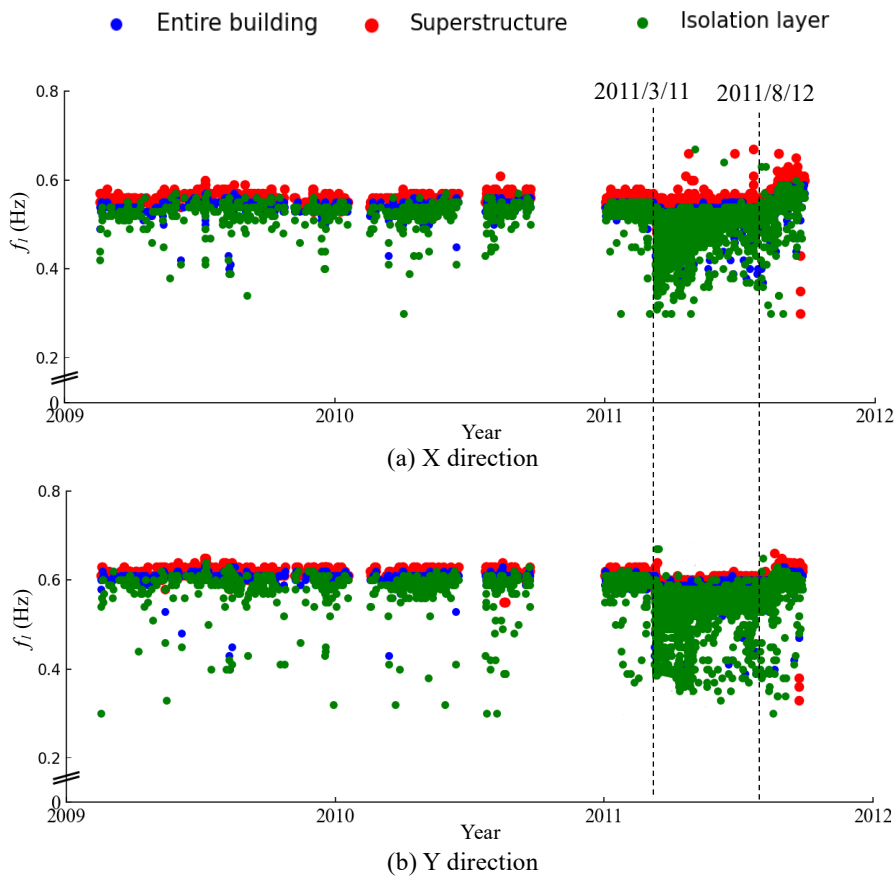 Entire building Superstructure Isolation layer
2011/3/11 2011/8/12
0.8
0.6
0.4
0.2
0
f_I (Hz)
2009 2010 2011 2012
Year
(a) X direction
0.8
0.6
0.4
0.2
0
f_I (Hz)
2009 2010 2011 2012
Year
(b) Y direction